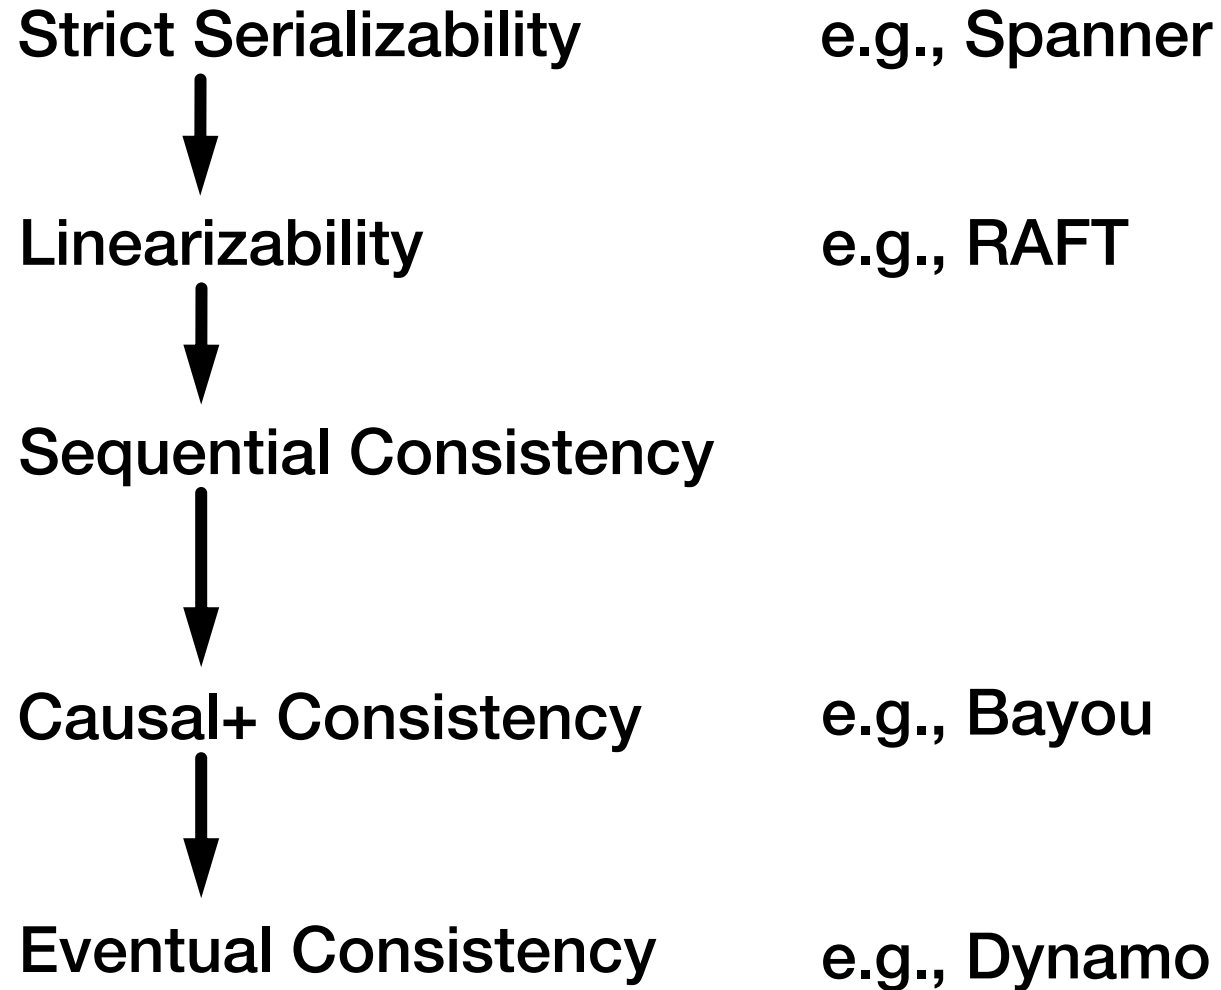 Strict Serializability e.g., Spanner
Linearizability e.g., RAFT
Sequential Consistency
Causal+ Consistency e.g., Bayou
Eventual Consistency e.g., Dynamo